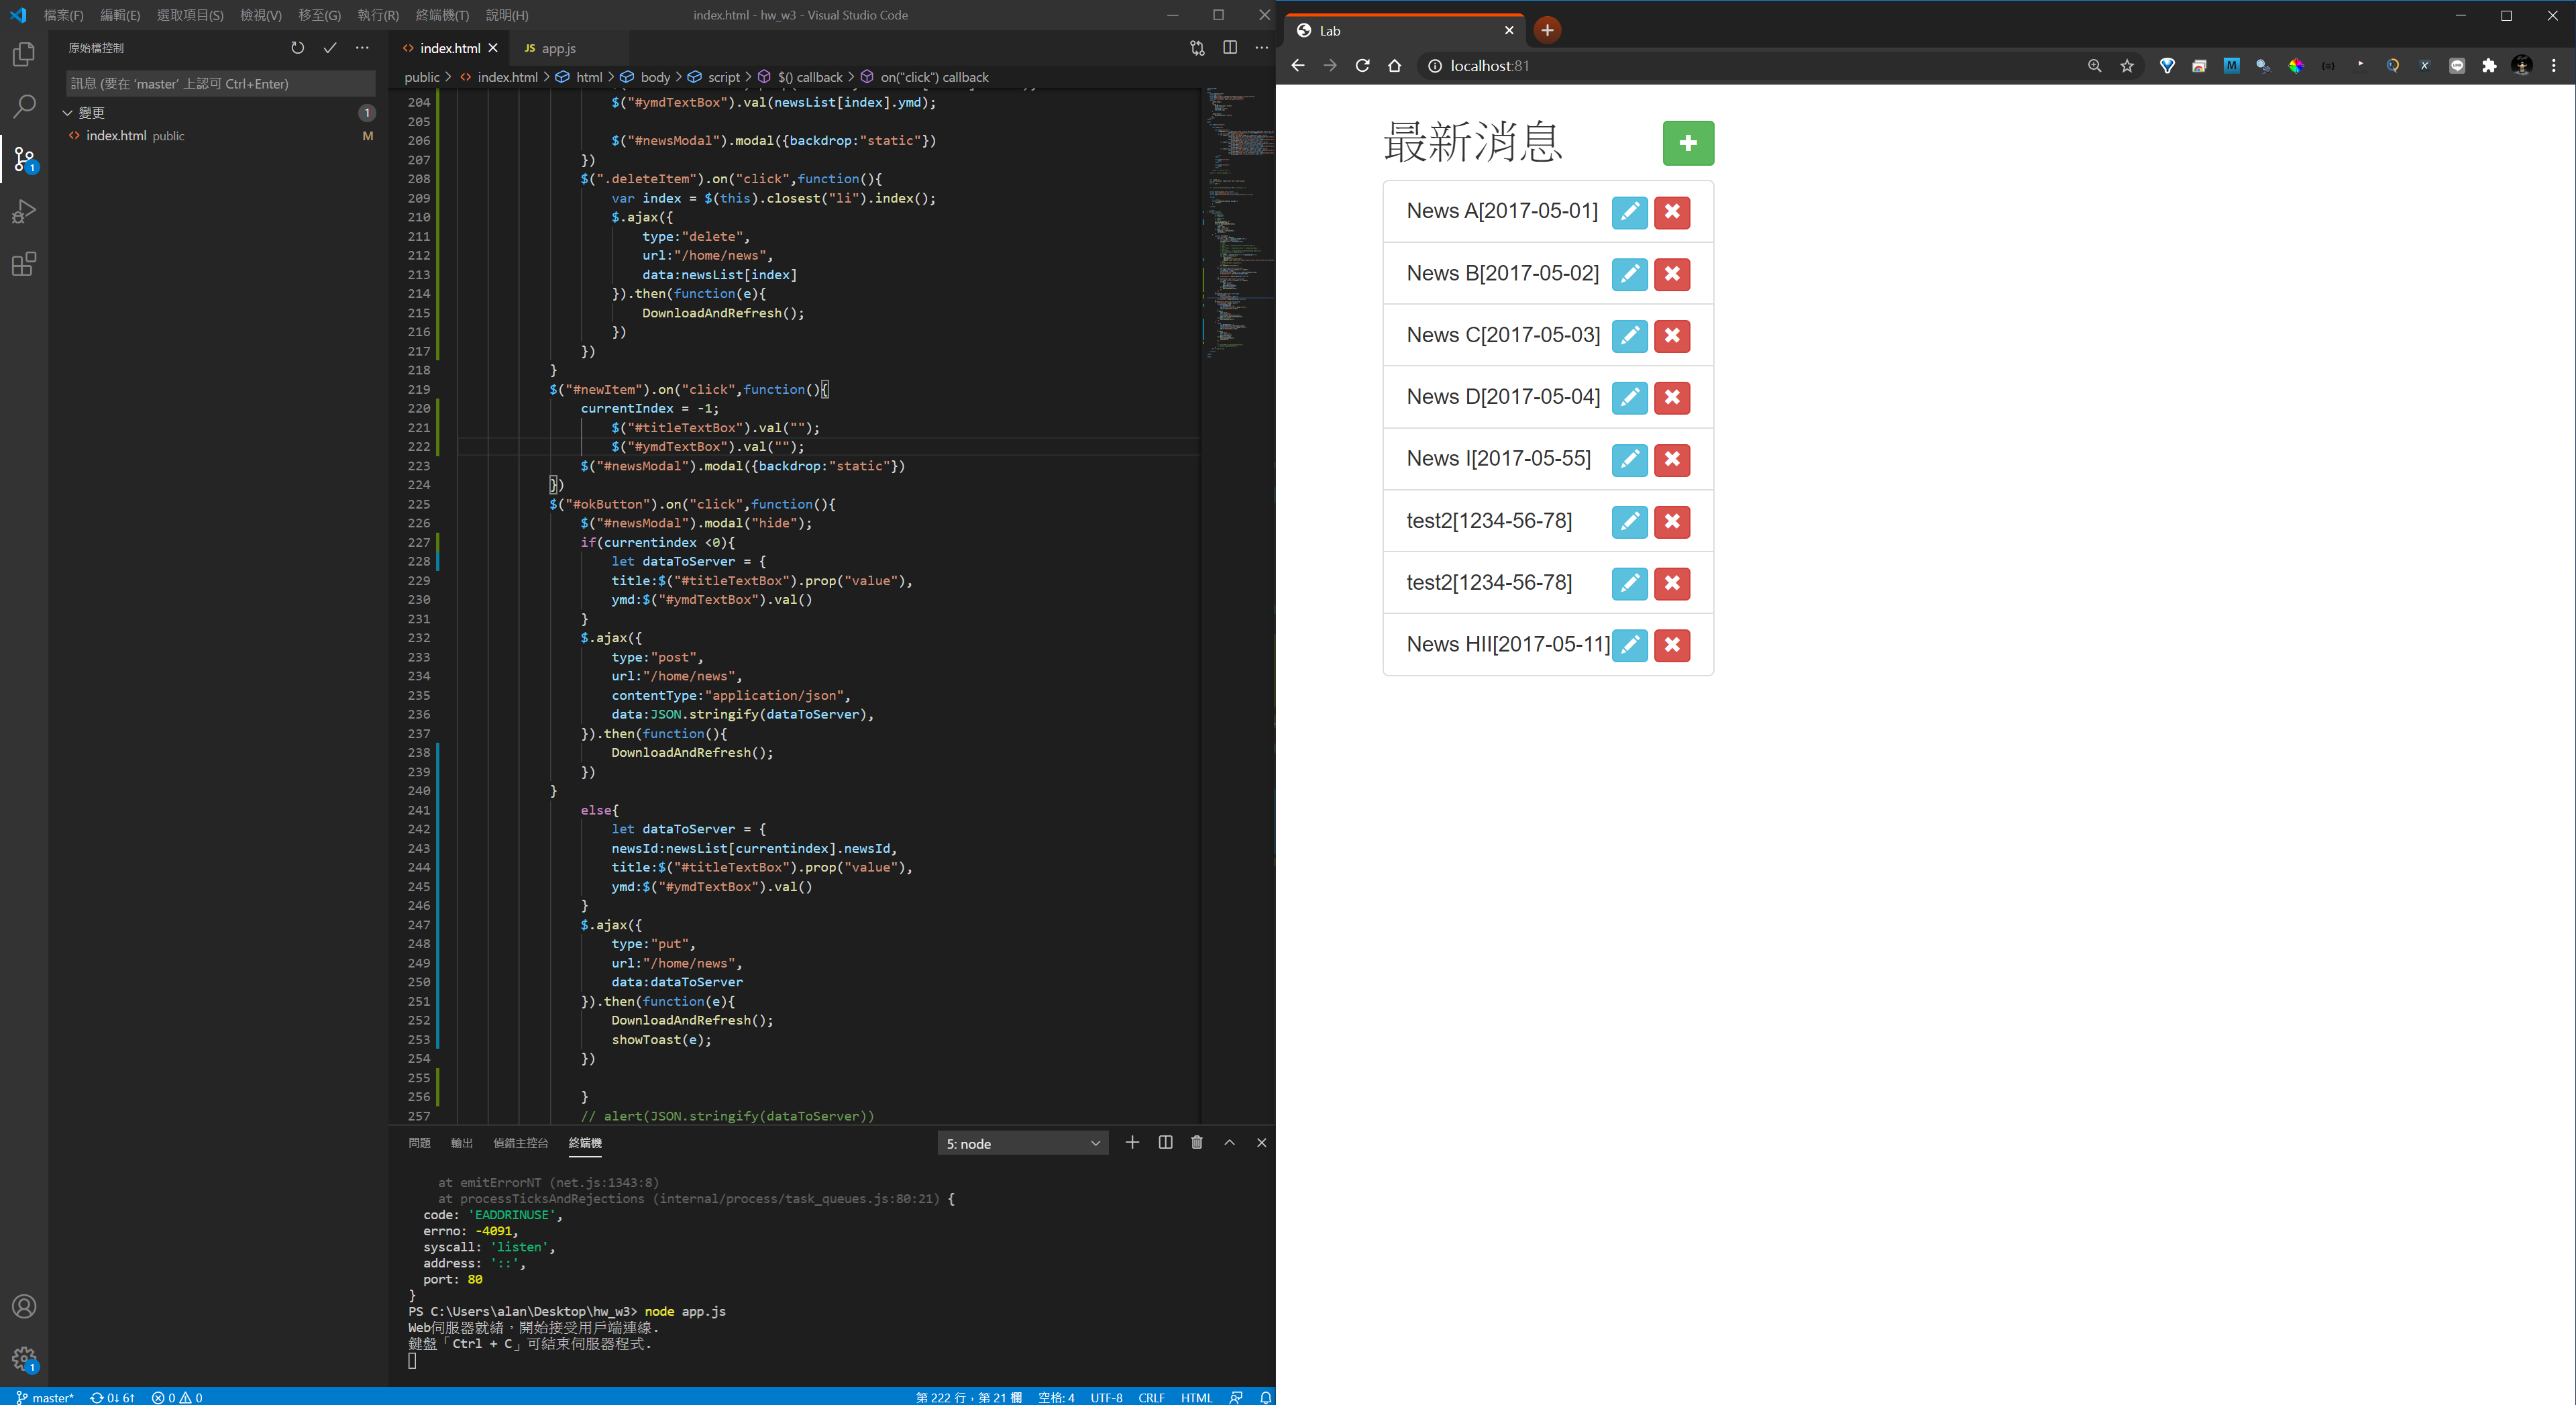 檔案(F) 編輯(E) 選取項目(S) 檢視(V) 移至(G) 執行(R) 終端機(T) 說明(H)
index.html - hw_w3 - Visual Studio Code
原始檔控制
訊息 (要在 'master' 上認可 Ctrl+Enter)
變更 1
index.html public M
1
1
index.html
JS app.js
public > index.html > html > body > script > $() callback > on("click") callback
204 $("#ymdTextBox").val(newsList[index].ymd);
205
206 $("#newsModal").modal({backdrop:"static"})
207 })
208 $(".deleteItem").on("click",function(){
209 var index = $(this).closest("li").index();
210 $.ajax({
211 type:"delete",
212 url:"/home/news",
213 data:newsList[index]
214 }).then(function(e){
215 DownloadAndRefresh();
216 })
217 })
218 }
219 $("#newItem").on("click",function(){
220 currentIndex = -1;
221 $("#titleTextBox").val("");
222 $("#ymdTextBox").val("");
223 $("#newsModal").modal({backdrop:"static"})
224 })
225 $("#okButton").on("click",function(){
226 $("#newsModal").modal("hide");
227 if(currentindex <0){
228 let dataToServer = {
229 title:$("#titleTextBox").prop("value"),
230 ymd:$("#ymdTextBox").val()
231 }
232 $.ajax({
233 type:"post",
234 url:"/home/news",
235 contentType:"application/json",
236 data:JSON.stringify(dataToServer),
237 }).then(function(){
238 DownloadAndRefresh();
239 })
240 }
241 else{
242 let dataToServer = {
243 newsId:newsList[currentindex].newsId,
244 title:$("#titleTextBox").prop("value"),
245 ymd:$("#ymdTextBox").val()
246 }
247 $.ajax({
248 type:"put",
249 url:"/home/news",
250 data:dataToServer
251 }).then(function(e){
252 DownloadAndRefresh();
253 showToast(e);
254 })
255
256 }
257 // alert(JSON.stringify(dataToServer))
問題 輸出 偵錯主控台 終端機
5: node
at emitErrorNT (net.js:1343:8)
at processTicksAndRejections (internal/process/task_queues.js:80:21) {
code: 'EADDRINUSE',
errno: -4091,
syscall: 'listen',
address: '::',
port: 80
}
PS C:\Users\alan\Desktop\hw_w3> node app.js
Web伺服器就緒，開始接受用戶端連線.
鍵盤「Ctrl + C」可結束伺服器程式.
master* 0↓ 6↑ 0 0
第 222 行，第 21 欄 空格: 4 UTF-8 CRLF HTML
Lab
localhost:81
最新消息
News A[2017-05-01]
News B[2017-05-02]
News C[2017-05-03]
News D[2017-05-04]
News I[2017-05-55]
test2[1234-56-78]
test2[1234-56-78]
News HII[2017-05-11]